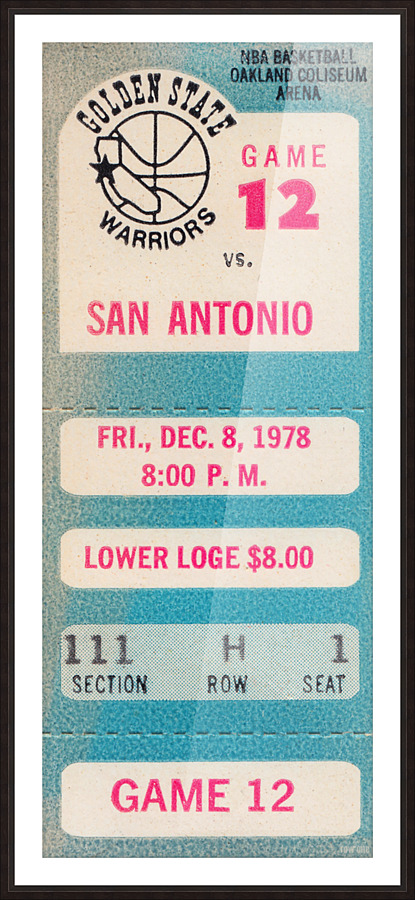 NBA BASKETBALL
OAKLAND COLISEUM
ARENA
GOLDEN STATE
WARRIORS
GAME
12
VS.
SAN ANTONIO
FRI., DEC. 8, 1978
8:00 P. M.
LOWER LOGE $8.00
111 H 1
SECTION ROW SEAT
GAME 12